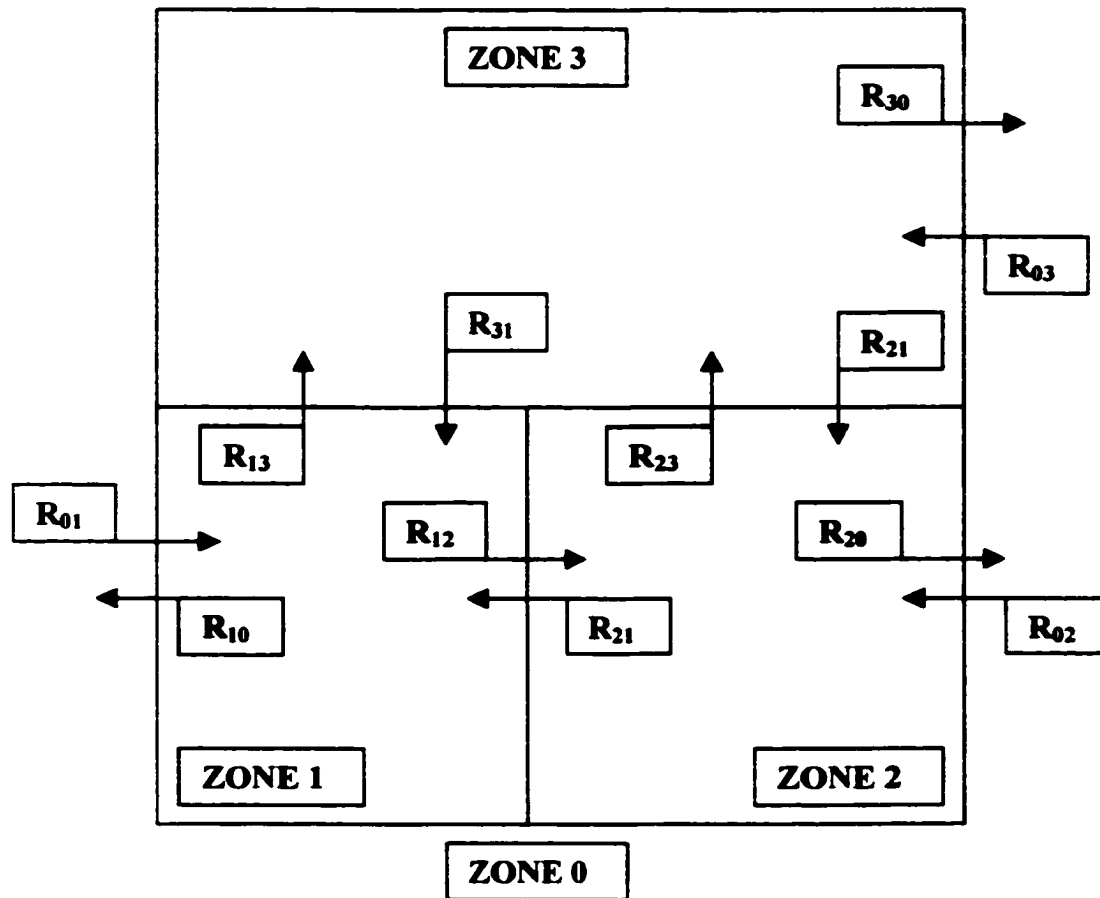 ZONE 3
R₃₀
R₀₃
R₃₁
R₂₁
R₁₃
R₂₃
R₀₁
R₁₂
R₂₀
R₁₀
R₂₁
R₀₂
ZONE 1
ZONE 2
ZONE 0